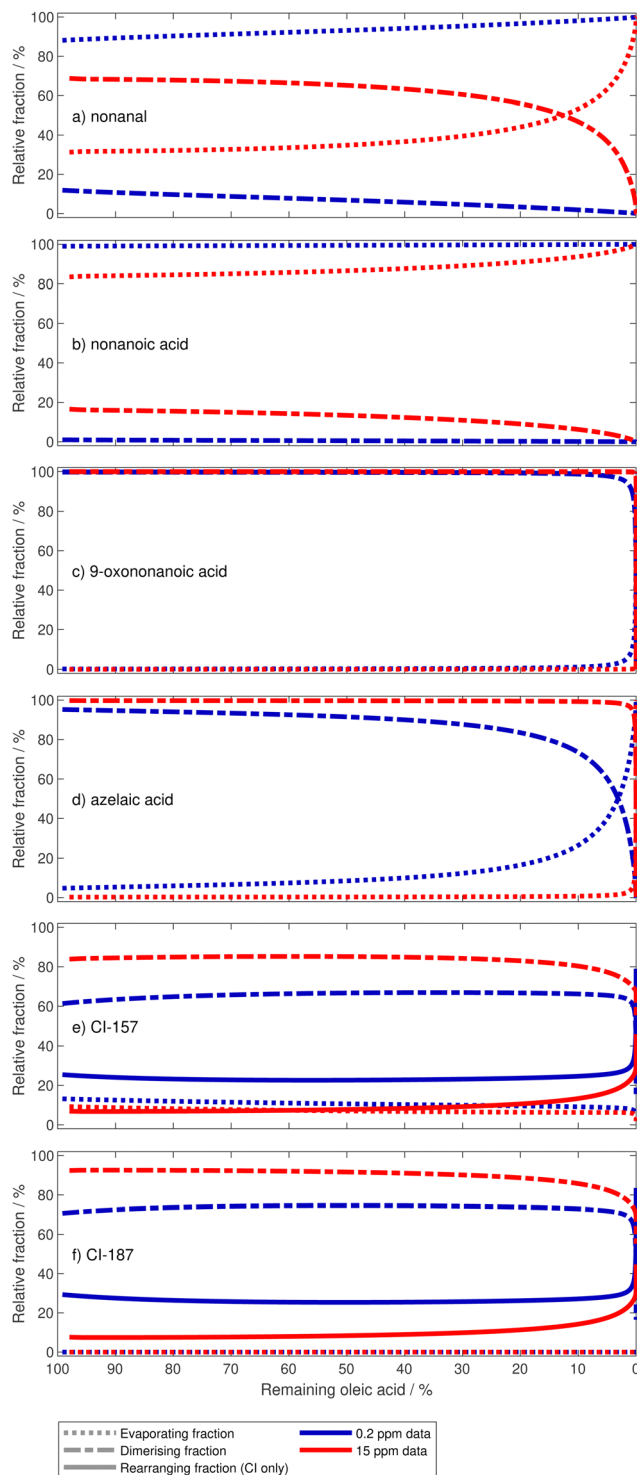 100
80
60
40
20
0
Relative fraction / %
a) nonanal
100
80
60
40
20
0
Relative fraction / %
b) nonanoic acid
100
80
60
40
20
0
Relative fraction / %
c) 9-oxononanoic acid
100
80
60
40
20
0
Relative fraction / %
d) azelaic acid
100
80
60
40
20
0
Relative fraction / %
e) CI-157
100
80
60
40
20
0
Relative fraction / %
f) CI-187
100 90 80 70 60 50 40 30 20 10 0
Remaining oleic acid / %
Evaporating fraction 0.2 ppm data
Dimerising fraction 15 ppm data
Rearranging fraction (CI only)